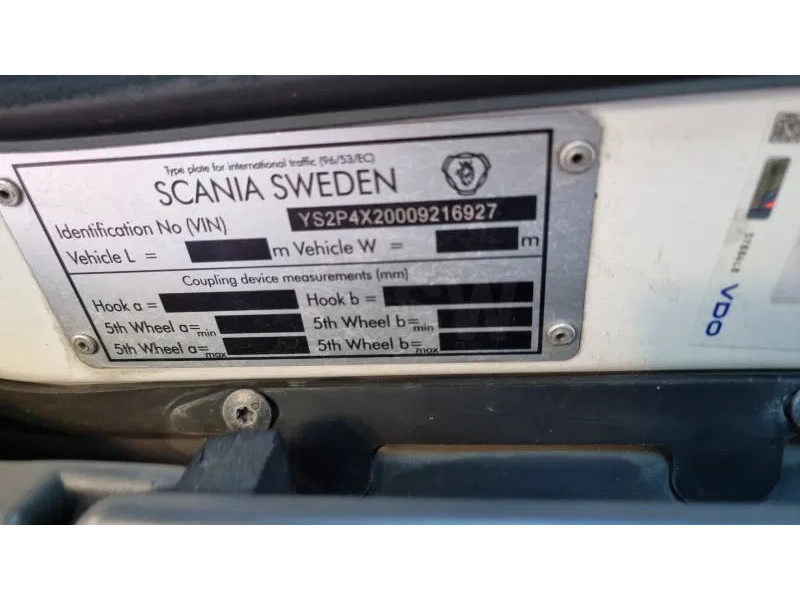 Type plate for international traffic (96/53/EC)
SCANIA SWEDEN
Identification No (VIN) YS2P4X20009216927
Vehicle L = m Vehicle W = m
Coupling device measurements (mm)
Hook a = Hook b =
5th Wheel a=min 5th Wheel b=min
5th Wheel a=max 5th Wheel b=max
VDO